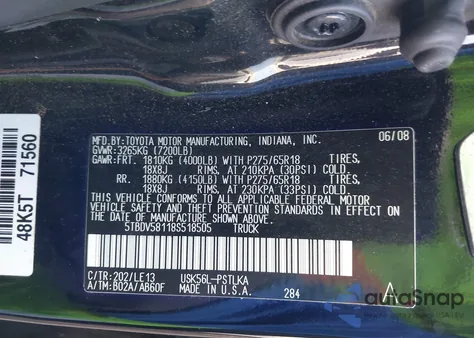 48K5T 71560
MFD.BY:TOYOTA MOTOR MANUFACTURING, INDIANA, INC. 06/08
GVWR: 3265KG (7200LB)
GAWR:FRT. 1810KG (4000LB) WITH P275/65R18 TIRES,
18X8J RIMS, AT 210KPA (30PSI) COLD.
RR. 1880KG (4150LB) WITH P275/65R18 TIRES,
18X8J RIMS, AT 230KPA (33PSI) COLD.
THIS VEHICLE CONFORMS TO ALL APPLICABLE
FEDERAL MOTOR VEHICLE SAFETY STANDARDS IN EFFECT
ON THE DATE OF MANUFACTURE SHOWN ABOVE.
5TBDV58118S518505 TRUCK
C/TR:202/LE13 USK56L-PSTLKA
A/TM:B02A/AB60F MADE IN U.S.A. 284 A
autoSnap
by CarAdvise